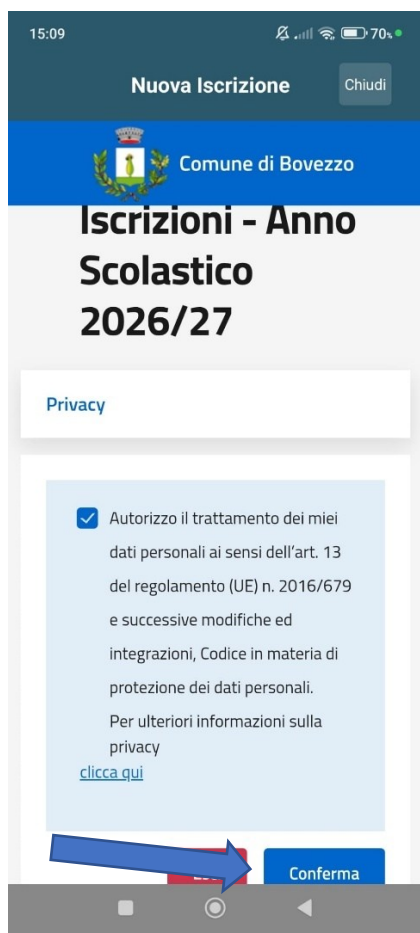 15:09
70%
Nuova Iscrizione
Chiudi
Comune di Bovezzo
Iscrizioni - Anno
Scolastico
2026/27
Privacy
Autorizzo il trattamento dei miei
dati personali ai sensi dell'art. 13
del regolamento (UE) n. 2016/679
e successive modifiche ed
integrazioni, Codice in materia di
protezione dei dati personali.
Per ulteriori informazioni sulla
privacy
clicca qui
Conferma